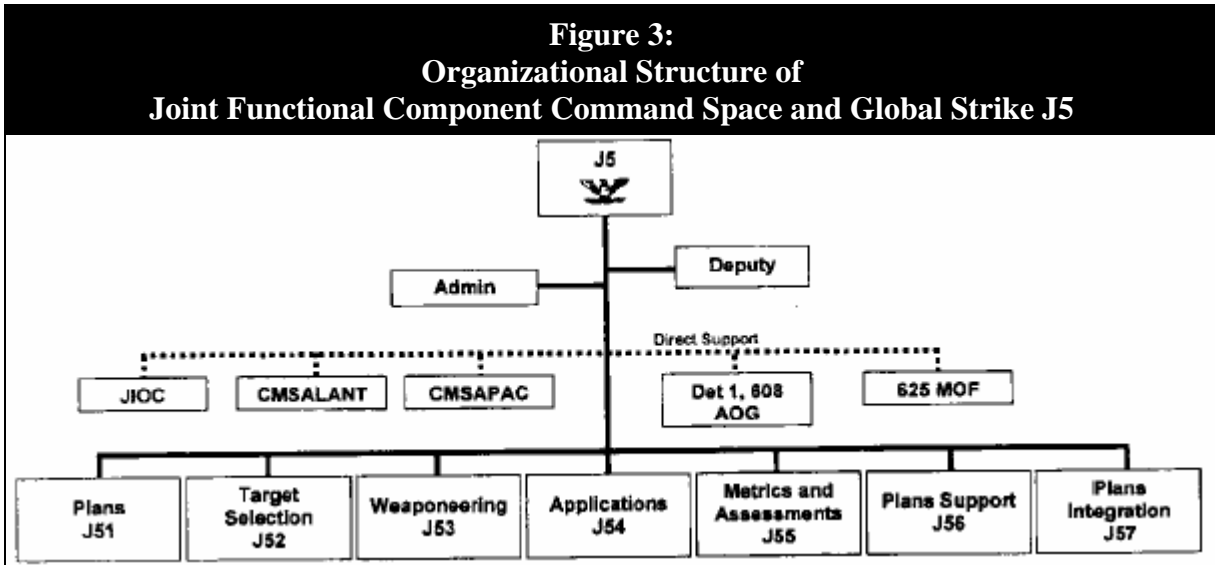 Figure 3:
Organizational Structure of
Joint Functional Component Command Space and Global Strike J5
J5
Deputy
Admin
Direct Support
JIOC
CMSALANT
CMSAPAC
Det 1, 608
AOG
625 MOF
Plans
J51
Target
Selection
J52
Weaponeering
J53
Applications
J54
Metrics and
Assessments
J55
Plans Support
J56
Plans
Integration
J57